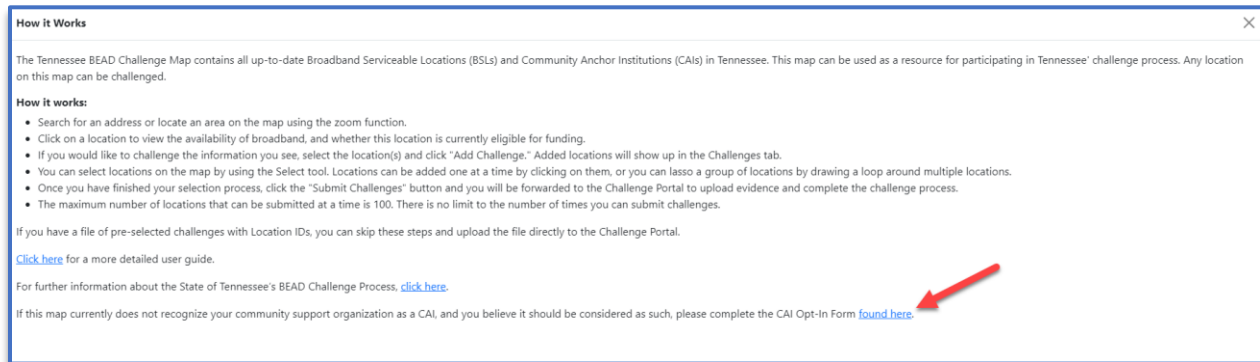 How it Works
The Tennessee BEAD Challenge Map contains all up-to-date Broadband Serviceable Locations (BSLs) and Community Anchor Institutions (CAIs) in Tennessee. This map can be used as a resource for participating in Tennessee' challenge process. Any location
on this map can be challenged.
How it works:
• Search for an address or locate an area on the map using the zoom function.
• Click on a location to view the availability of broadband, and whether this location is currently eligible for funding.
• If you would like to challenge the information you see, select the location(s) and click "Add Challenge." Added locations will show up in the Challenges tab.
• You can select locations on the map by using the Select tool. Locations can be added one at a time by clicking on them, or you can lasso a group of locations by drawing a loop around multiple locations.
• Once you have finished your selection process, click the "Submit Challenges" button and you will be forwarded to the Challenge Portal to upload evidence and complete the challenge process.
• The maximum number of locations that can be submitted at a time is 100. There is no limit to the number of times you can submit challenges.
If you have a file of pre-selected challenges with Location IDs, you can skip these steps and upload the file directly to the Challenge Portal.
Click here for a more detailed user guide.
For further information about the State of Tennessee's BEAD Challenge Process, click here.
If this map currently does not recognize your community support organization as a CAI, and you believe it should be considered as such, please complete the CAI Opt-In Form found here.